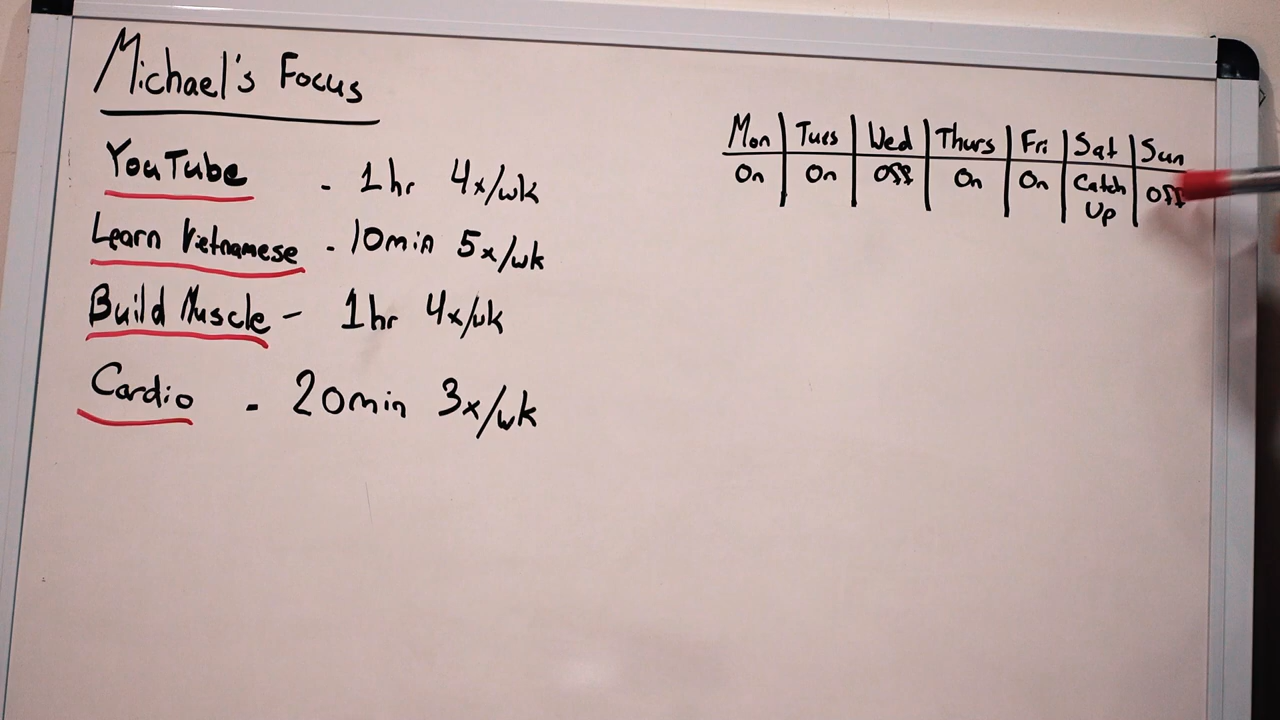 Michael's Focus
YouTube - 1hr 4x/wk
Learn Vietnamese - 10min 5x/wk
Build Muscle - 1hr 4x/wk
Cardio - 20min 3x/wk
Mon Tues Wed Thurs Fri Sat Sun
On On Off On On Catch Up Off